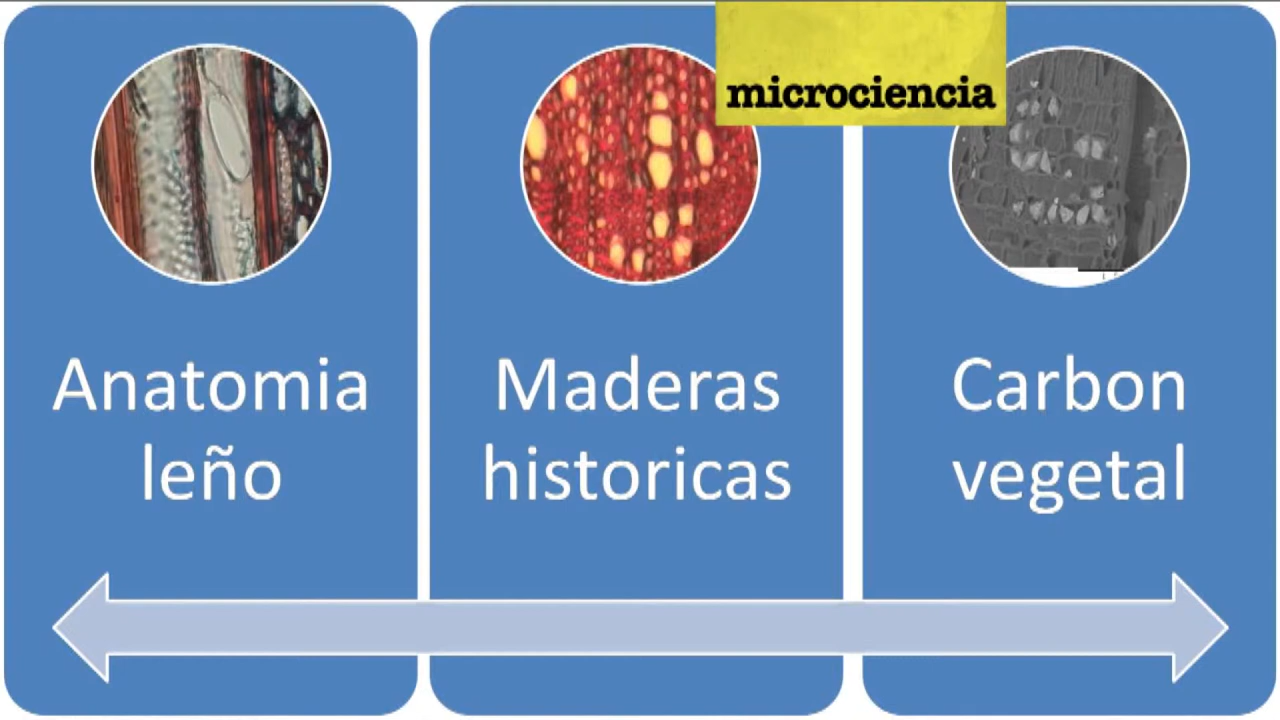 microciencia
Anatomia
leño
Maderas
historicas
Carbon
vegetal